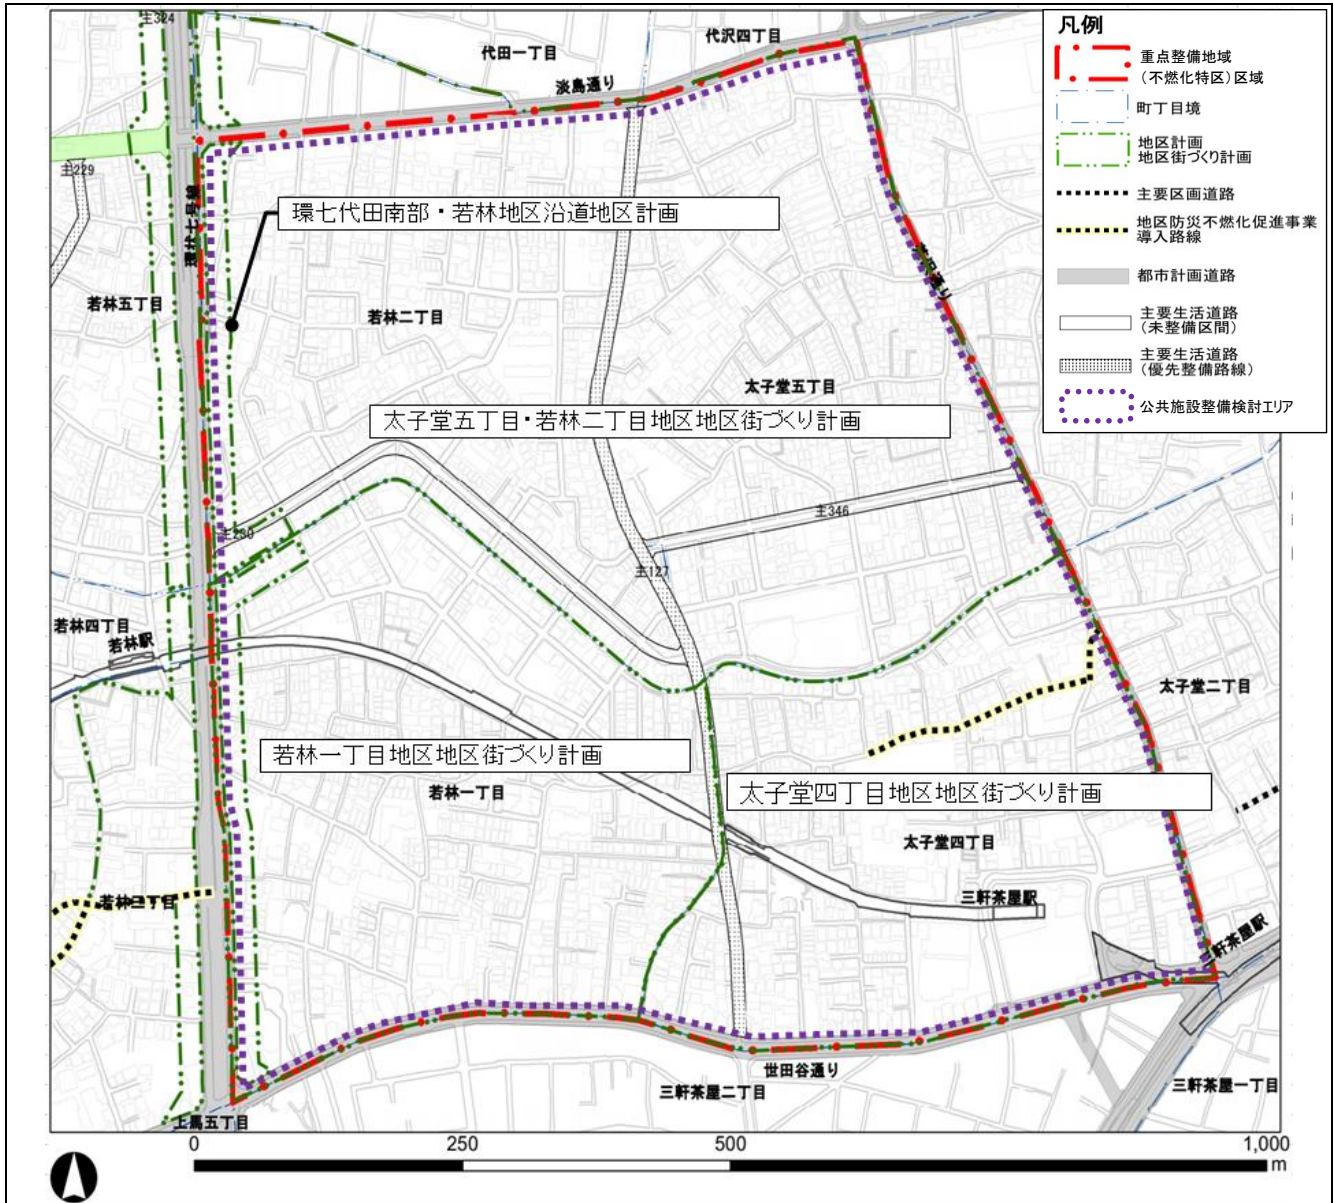 主324
代田一丁目
代沢四丁目
淡島通り
凡例
重点整備地域
(不燃化特区)区域
町丁目境
地区計画
地区街づくり計画
主要区画道路
地区防災不燃化促進事業
導入路線
都市計画道路
主要生活道路
(未整備区間)
主要生活道路
(優先整備路線)
公共施設整備検討エリア
主229
環状七号線
環七代田南部・若林地区沿道地区計画
若林五丁目
若林二丁目
太子堂五丁目
太子堂五丁目・若林二丁目地区地区街づくり計画
主346
主127
若林四丁目
若林駅
太子堂二丁目
若林一丁目地区地区街づくり計画
若林一丁目
太子堂四丁目地区地区街づくり計画
太子堂四丁目
三軒茶屋駅
若林三丁目
三軒茶屋駅
世田谷通り
三軒茶屋二丁目
三軒茶屋一丁目
上馬五丁目
0 250 500 1,000
m